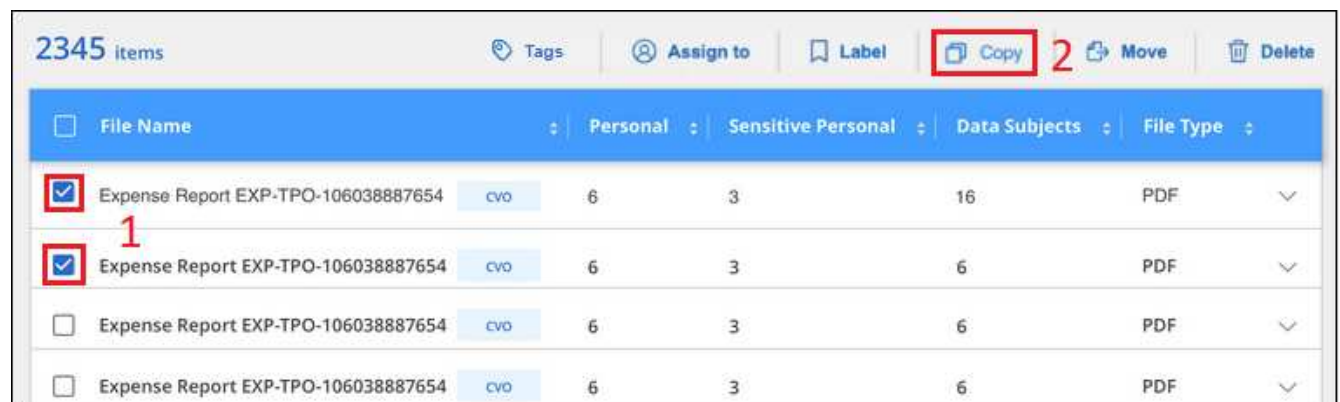 2345 items Tags Assign to Label Copy 2 Move Delete
File Name Personal Sensitive Personal Data Subjects File Type
Expense Report EXP-TPO-106038887654 CVO 6 3 16 PDF
1
Expense Report EXP-TPO-106038887654 CVO 6 3 6 PDF
Expense Report EXP-TPO-106038887654 CVO 6 3 6 PDF
Expense Report EXP-TPO-106038887654 CVO 6 3 6 PDF